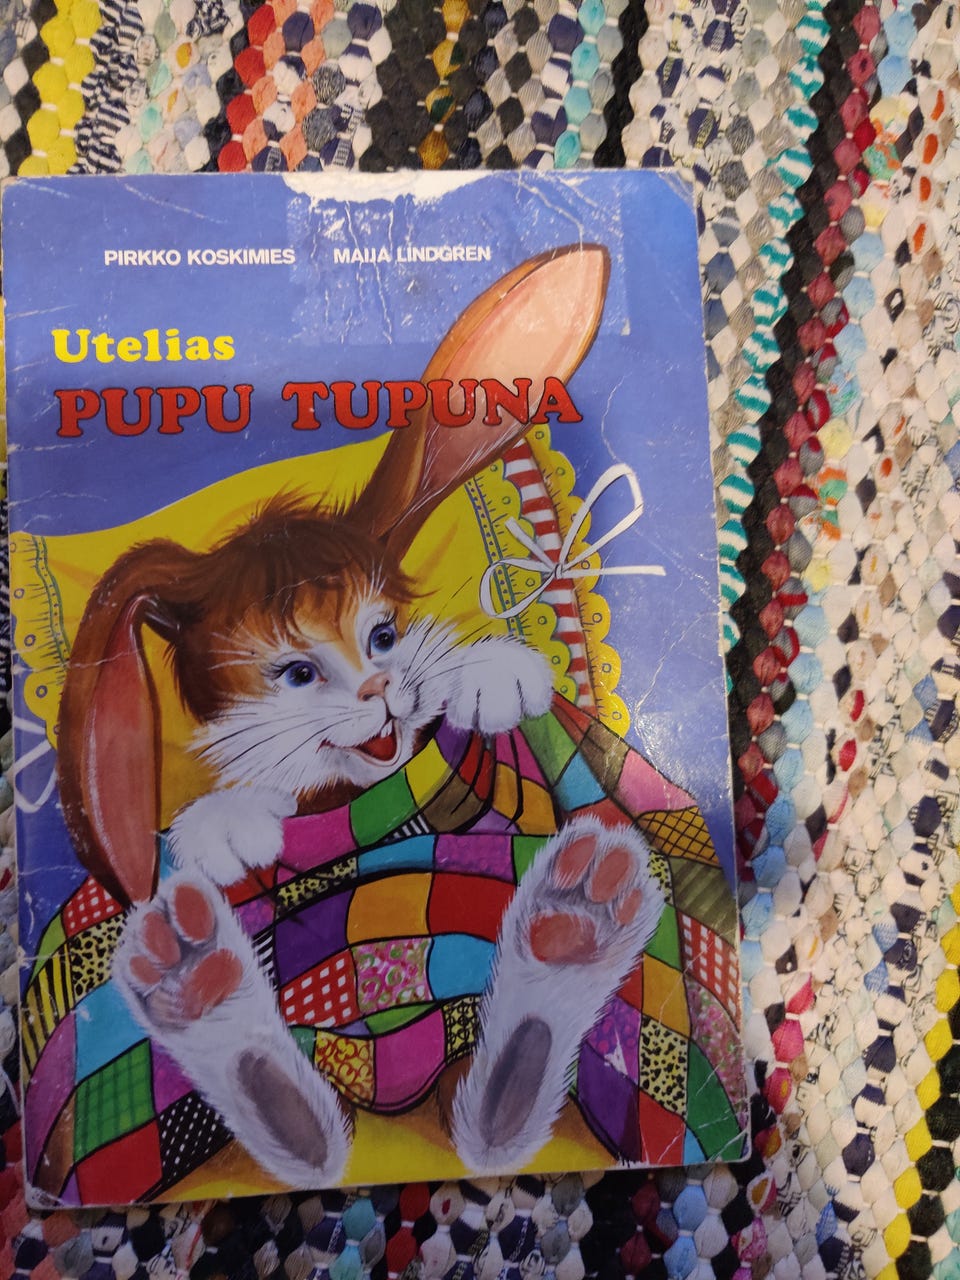 PIRKKO KOSKIMIES MAIJA LINDGREN
Utelias
PUPU TUPUNA